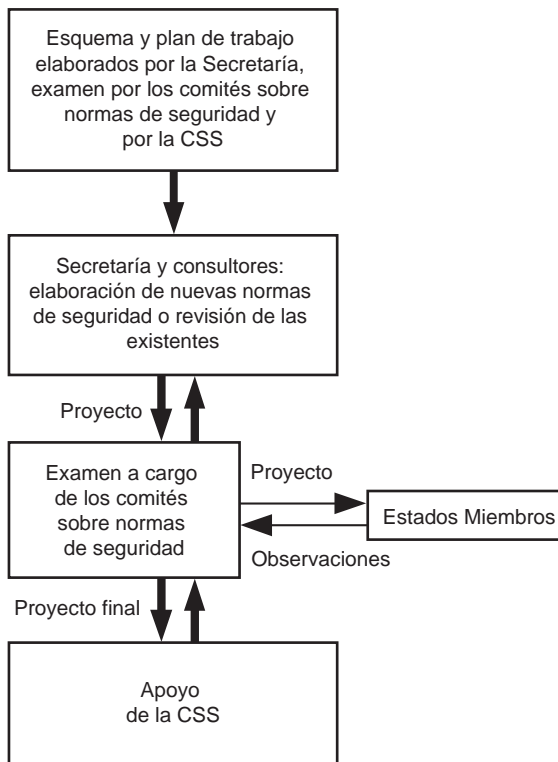 Esquema y plan de trabajo
elaborados por la Secretaría,
examen por los comités sobre
normas de seguridad y
por la CSS
Secretaría y consultores:
elaboración de nuevas normas
de seguridad o revisión de las
existentes
Proyecto
Examen a cargo
de los comités
sobre normas
de seguridad
Proyecto
Estados Miembros
Observaciones
Proyecto final
Apoyo
de la CSS